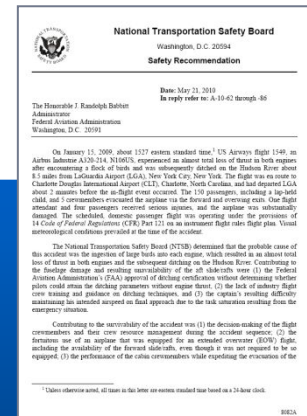 National Transportation Safety Board
Washington, D.C. 20594
Safety Recommendation
Date: May 21, 2010
In reply refer to: A-10-62 through -86
The Honorable J. Randolph Babbitt
Administrator
Federal Aviation Administration
Washington, D.C. 20591
On January 15, 2009, about 1527 eastern standard time,¹ US Airways flight 1549, an
Airbus Industrie A320-214, N106US, experienced an almost total loss of thrust in both engines
after encountering a flock of birds and was subsequently ditched on the Hudson River about
8.5 miles from LaGuardia Airport (LGA), New York City, New York. The flight was en route to
Charlotte Douglas International Airport (CLT), Charlotte, North Carolina, and had departed LGA
about 2 minutes before the in-flight event occurred. The 150 passengers, including a lap-held
child, and 5 crewmembers evacuated the airplane via the forward and overwing exits. One flight
attendant and four passengers received serious injuries, and the airplane was substantially
damaged. The scheduled, domestic passenger flight was operating under the provisions of
14 Code of Federal Regulations (CFR) Part 121 on an instrument flight rules flight plan. Visual
meteorological conditions prevailed at the time of the accident.
The National Transportation Safety Board (NTSB) determined that the probable cause of
this accident was the ingestion of large birds into each engine, which resulted in an almost total
loss of thrust in both engines and the subsequent ditching on the Hudson River. Contributing to
the fuselage damage and resulting unavailability of the aft slide/rafts were (1) the Federal
Aviation Administration's (FAA) approval of ditching certification without determining whether
pilots could attain the ditching parameters without engine thrust, (2) the lack of industry flight
crew training and guidance on ditching techniques, and (3) the captain's resulting difficulty
maintaining his intended airspeed on final approach due to the task saturation resulting from the
emergency situation.
Contributing to the survivability of the accident was (1) the decision-making of the flight
crewmembers and their crew resource management during the accident sequence; (2) the
fortuitous use of an airplane that was equipped for an extended overwater (EOW) flight,
including the availability of the forward slide/rafts, even though it was not required to be so
equipped; (3) the performance of the cabin crewmembers while expediting the evacuation of the
¹ Unless otherwise noted, all times in this letter are eastern standard time based on a 24-hour clock.